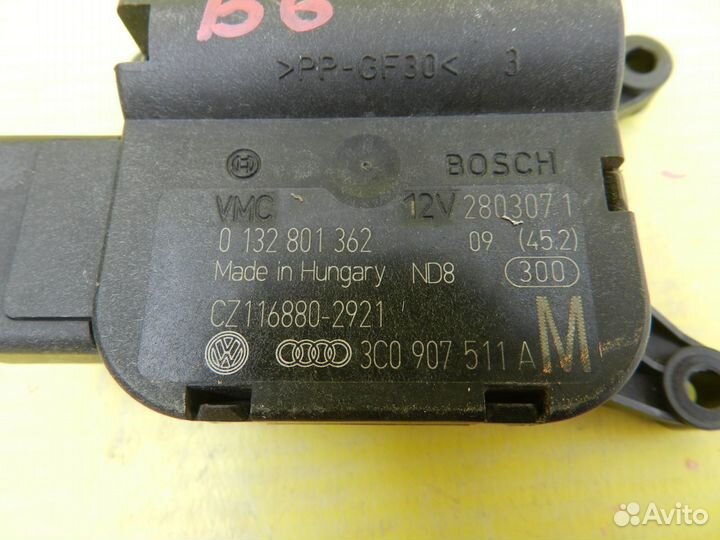 B6
>PP-GF30< 3
BOSCH
VMC 12V 2803071
0 132 801 362 09 (45.2)
Made in Hungary ND8 300
CZ116880-2921
3C0 907 511 A M
Avito